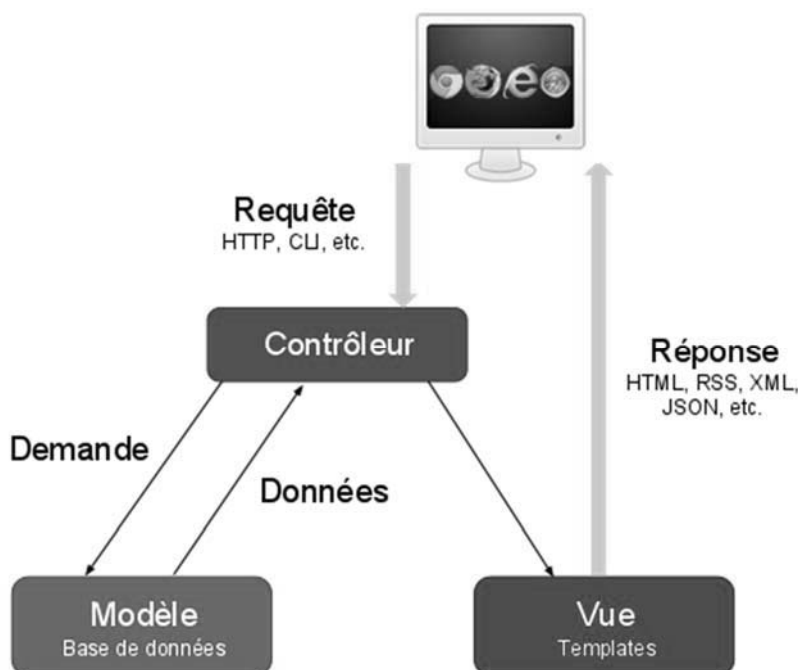 Requête
HTTP, CLI, etc.
Contrôleur
Réponse
HTML, RSS, XML,
JSON, etc.
Demande
Données
Modèle
Base de données
Vue
Templates